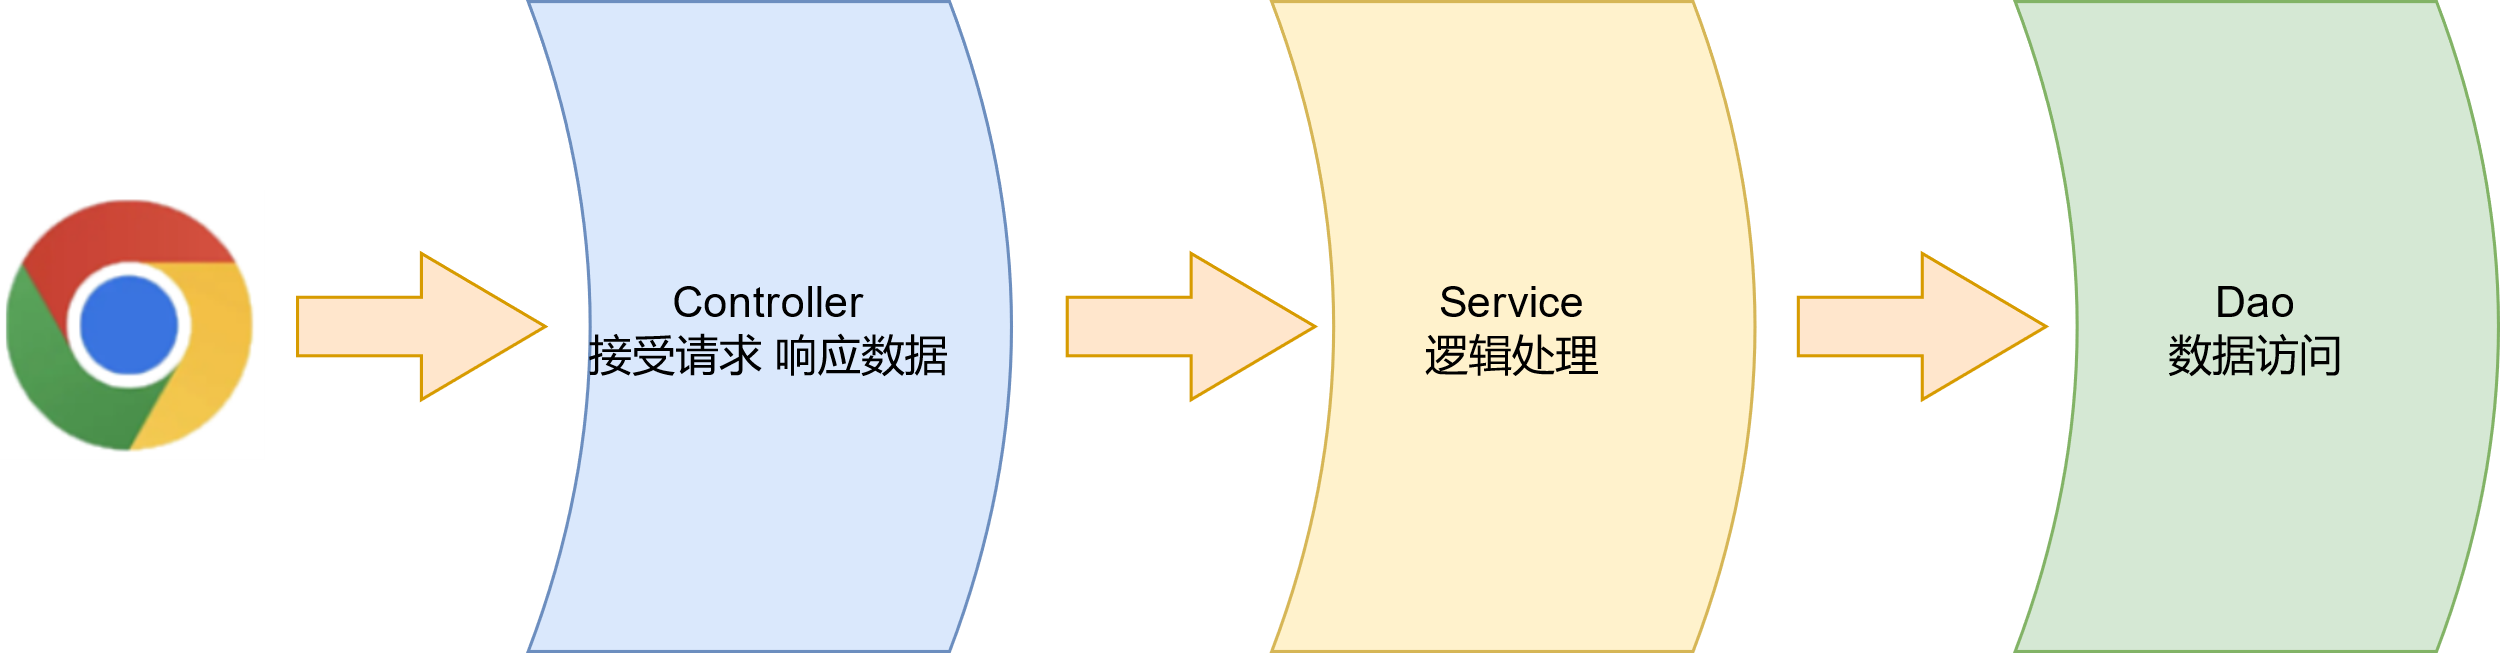 Controller
接受请求 响应数据
Service
逻辑处理
Dao
数据访问